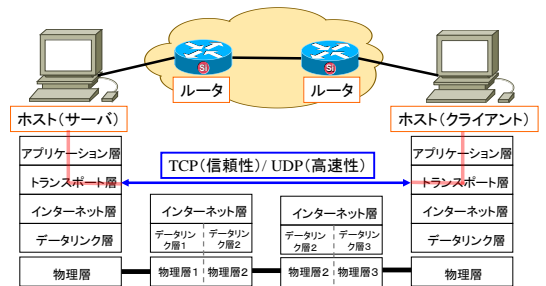 Si
Si
ルータ
ルータ
ホスト(サーバ)
ホスト(クライアント)
アプリケーション層
TCP(信頼性)/ UDP(高速性)
アプリケーション層
トランスポート層
トランスポート層
インターネット層
インターネット層
インターネット層
インターネット層
データリンク層
データリン
ク層1
データリン
ク層2
データリン
ク層2
データリン
ク層3
データリンク層
物理層
物理層1
物理層2
物理層2
物理層3
物理層